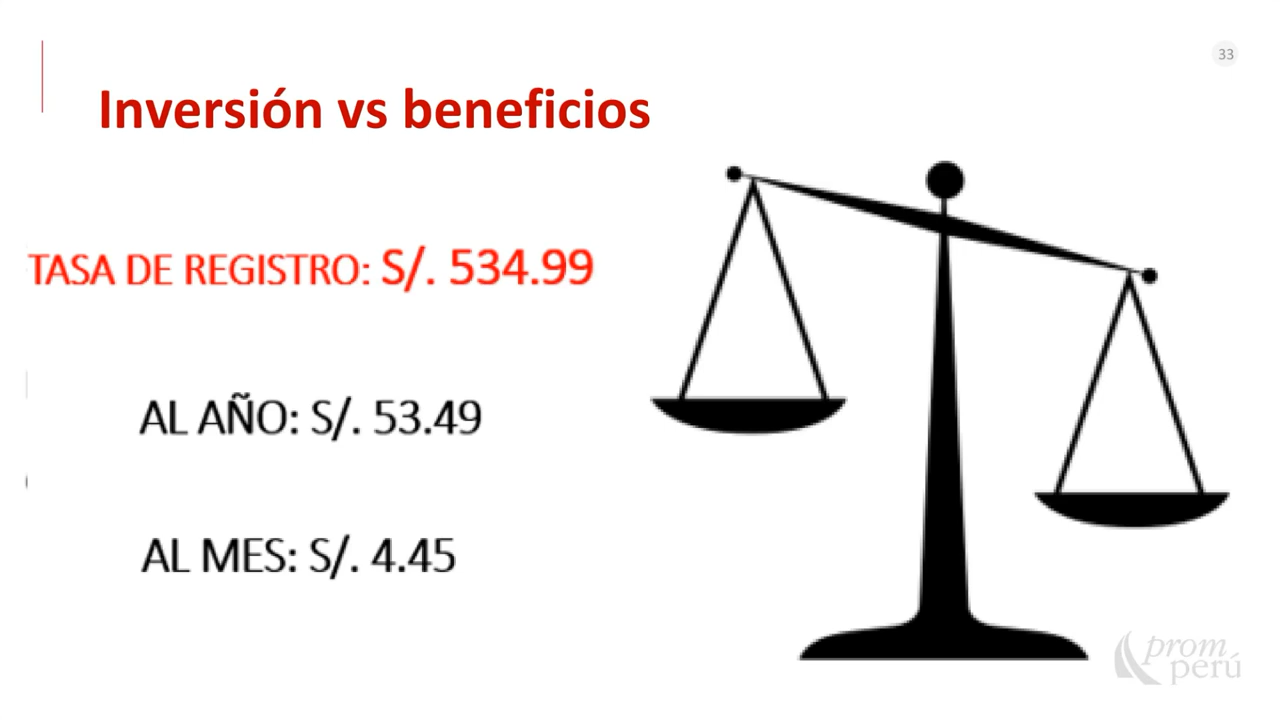 33
Inversión vs beneficios
TASA DE REGISTRO: S/. 534.99
AL AÑO: S/. 53.49
AL MES: S/. 4.45
prom
perú